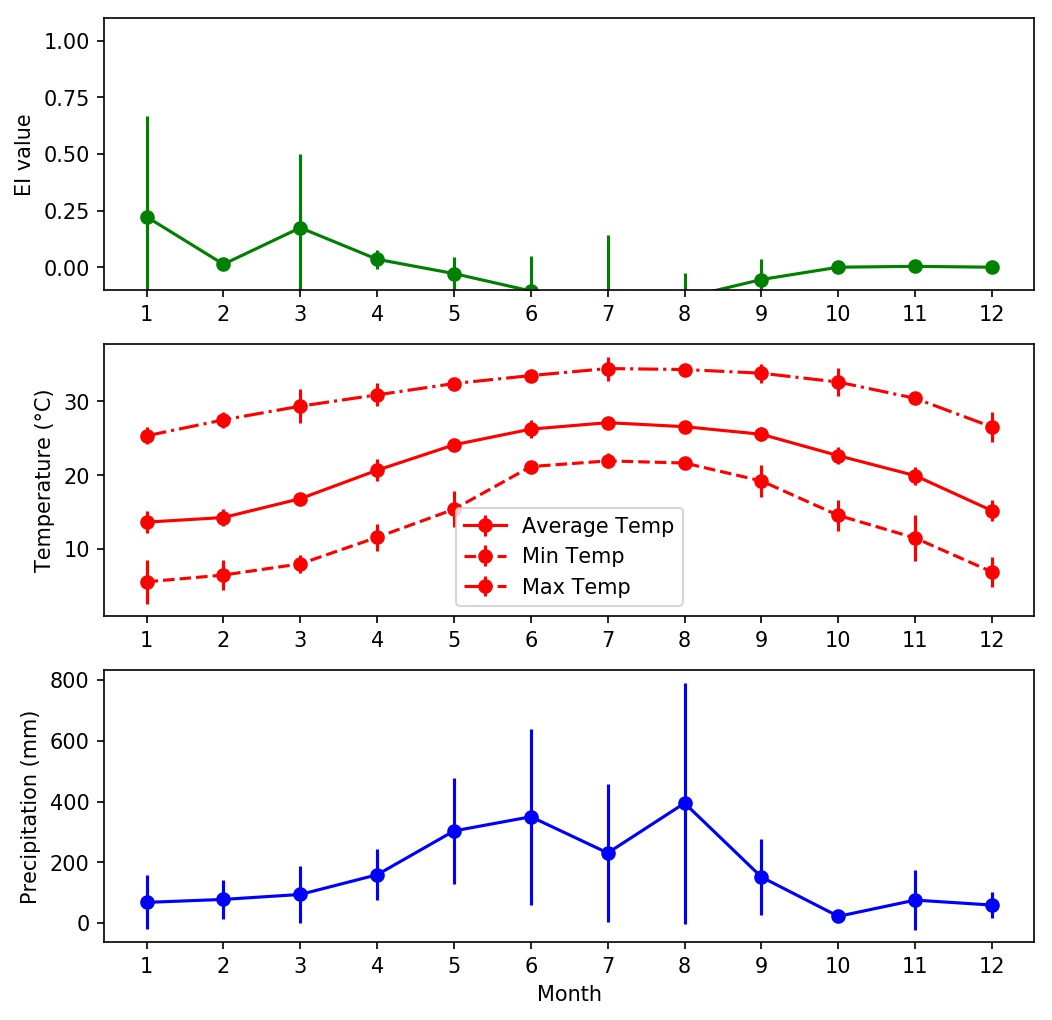 EI value
1.00
0.75
0.50
0.25
0.00
1 2 3 4 5 6 7 8 9 10 11 12
Temperature (°C)
30
20
10
Average Temp
Min Temp
Max Temp
1 2 3 4 5 6 7 8 9 10 11 12
Precipitation (mm)
800
600
400
200
0
1 2 3 4 5 6 7 8 9 10 11 12
Month